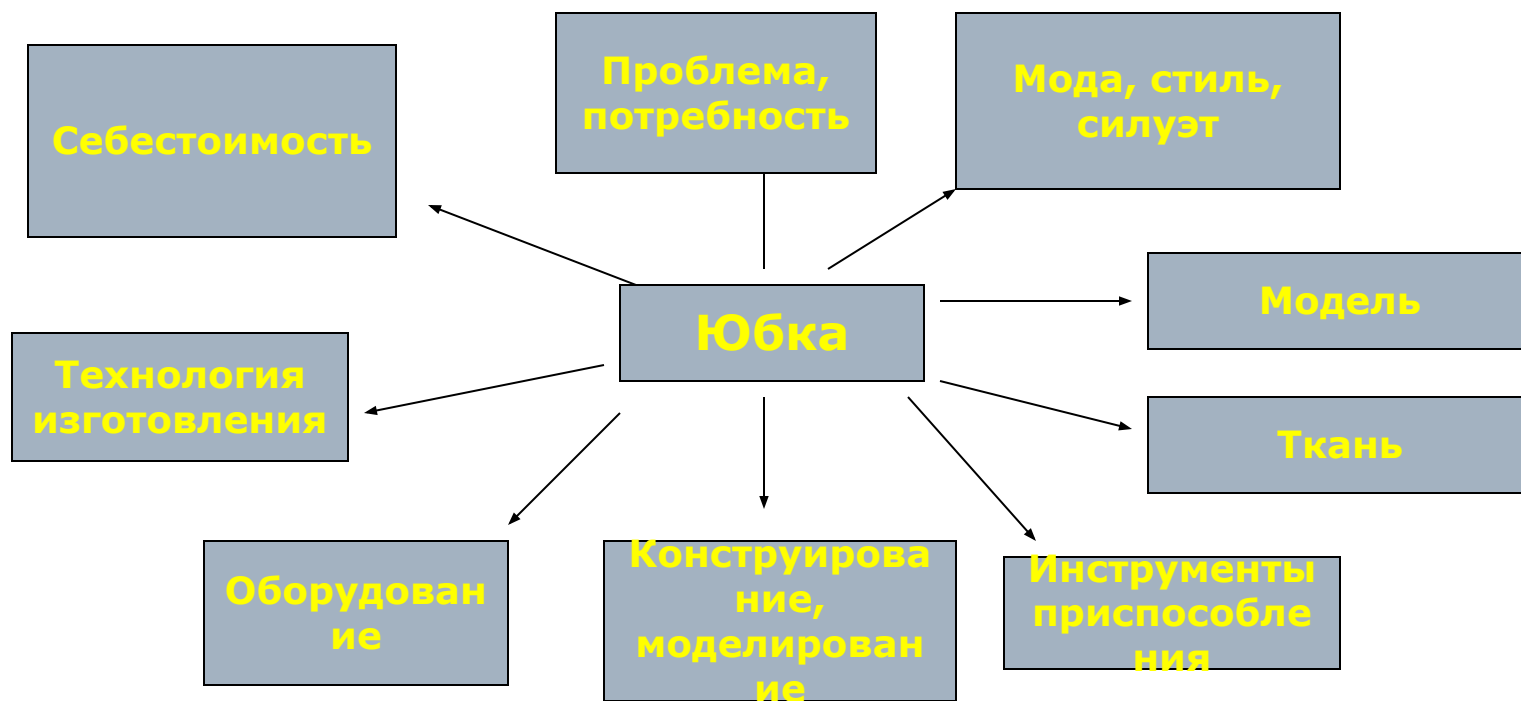 Проблема,
потребность
Мода, стиль,
силуэт
Себестоимость
Юбка
Модель
Технология
изготовления
Ткань
Оборудован
ие
Конструирова
ние,
моделирован
ие
Инструменты
приспособле
ния